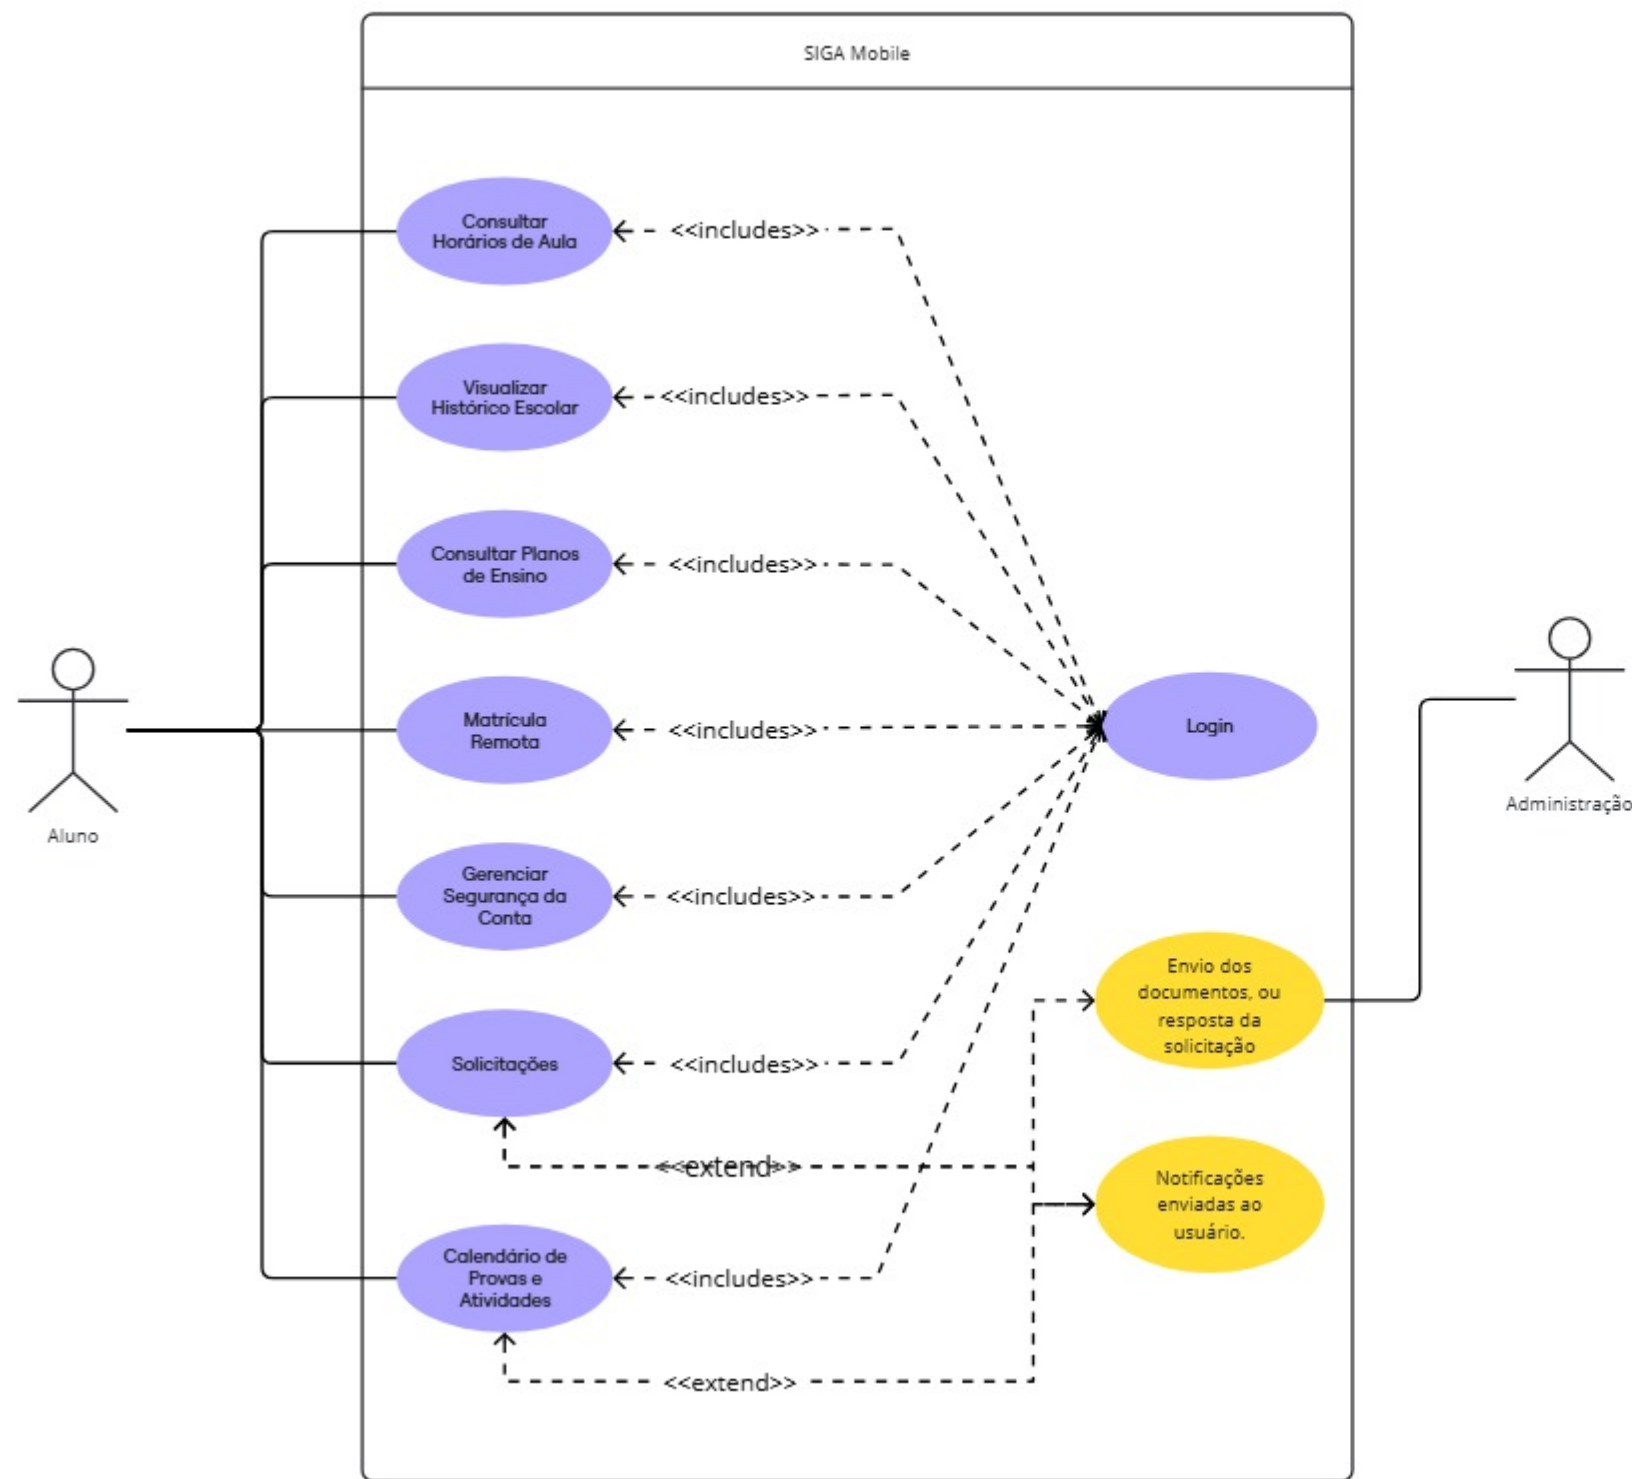 SIGA Mobile
Consultar
Horários de Aula
<<includes>>
Visualizar
Histórico Escolar
<<includes>>
Consultar Planos
de Ensino
<<includes>>
Matrícula
Remota
<<includes>>
Login
Aluno
Administração
Gerenciar
Segurança da
Conta
<<includes>>
Envio dos
documentos, ou
resposta da
solicitação
Solicitações
<<includes>>
<<extend>>
Notificações
enviadas ao
usuário.
Calendário de
Provas e
Atividades
<<includes>>
<<extend>>